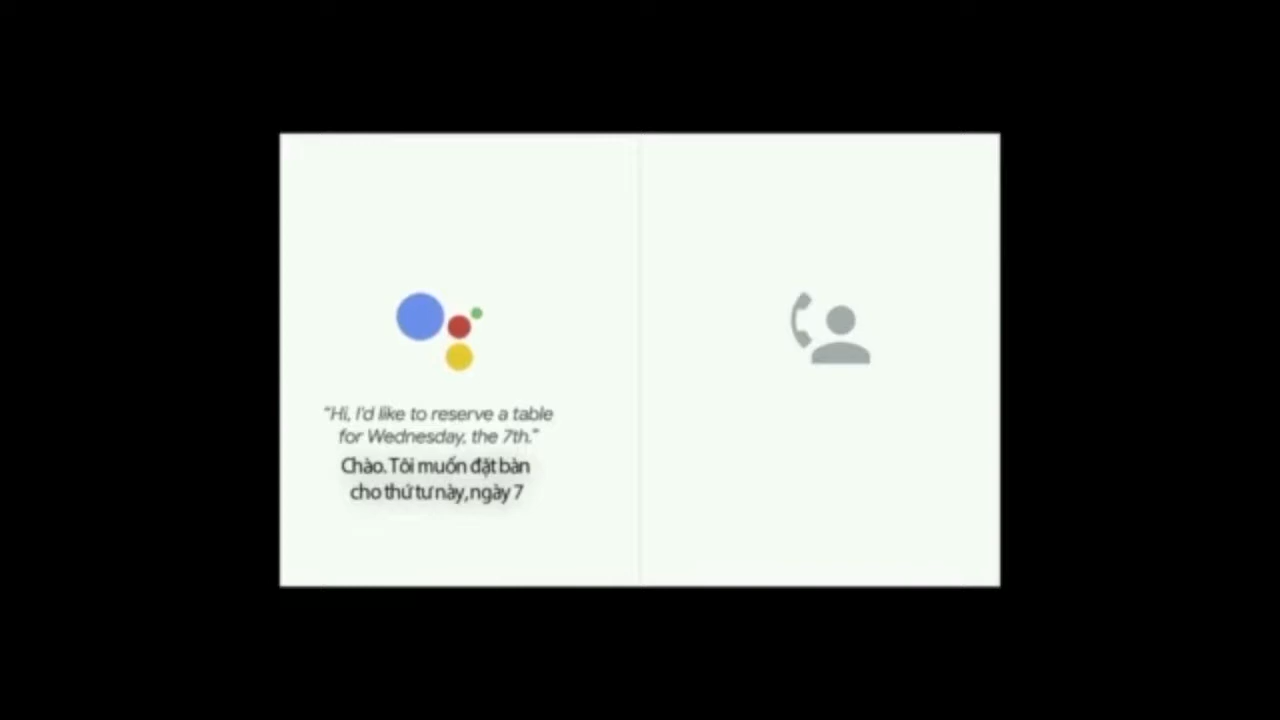 "Hi, I'd like to reserve a table
for Wednesday, the 7th."
Chào. Tôi muốn đặt bàn
cho thứ tư này, ngày 7